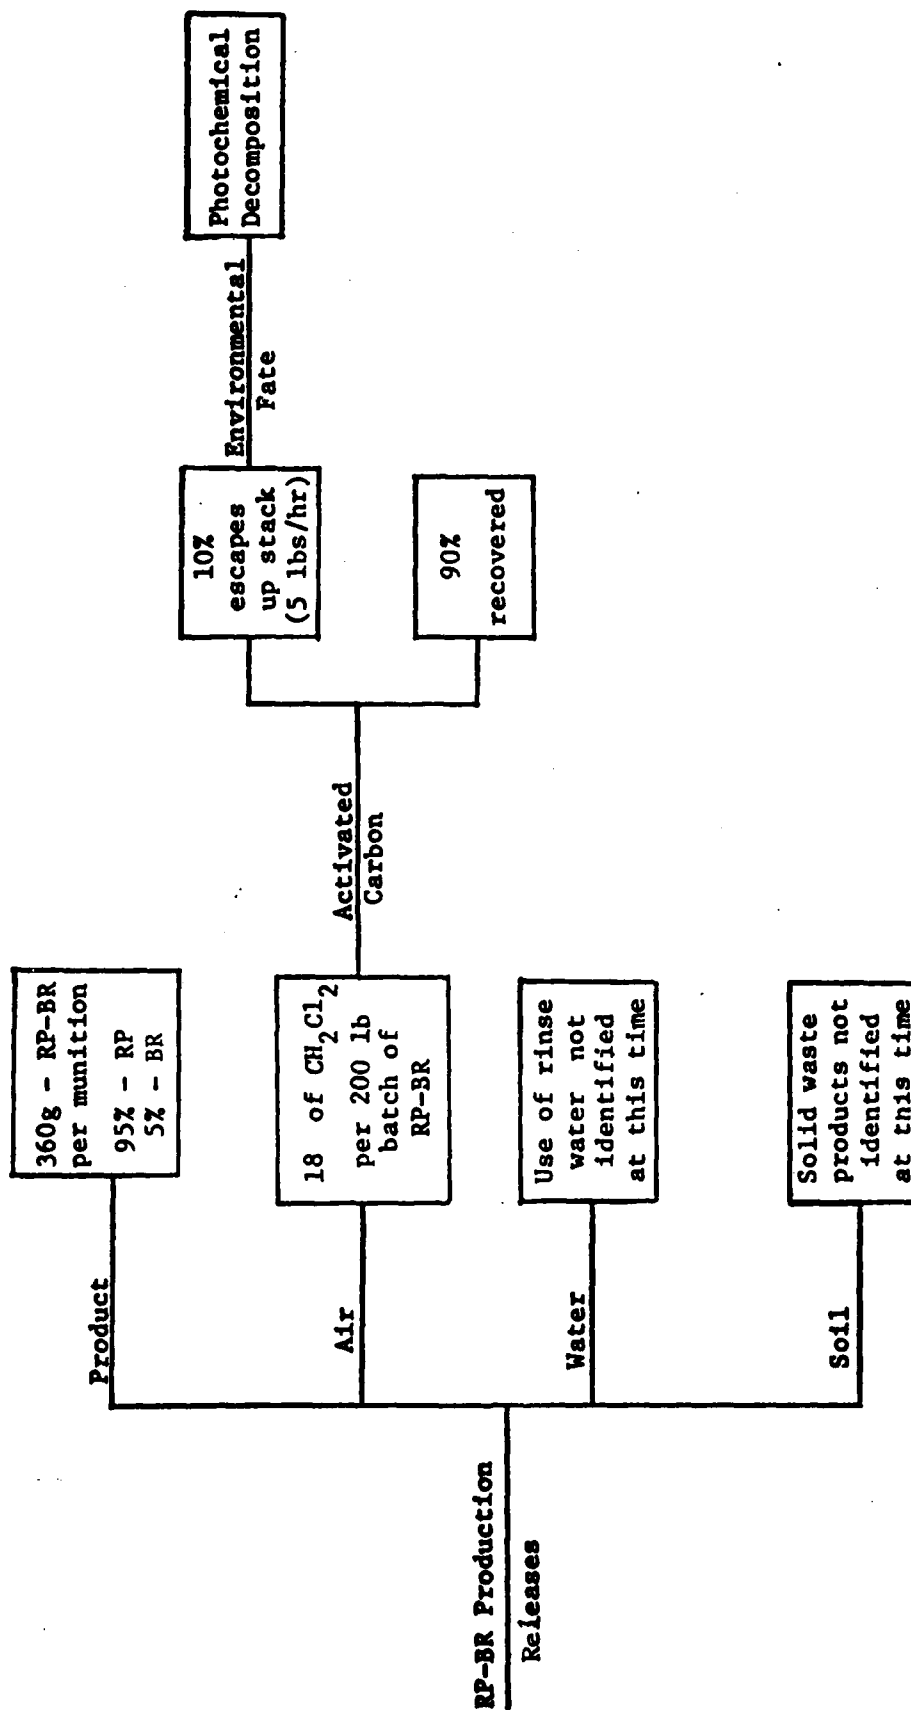 RP-BR Production
Releases
Product
360g - RP-BR
per munition
95% - RP
5% - BR
Air
18 of CH2Cl2
per 200 lb
batch of
RP-BR
Activated
Carbon
10%
escapes
up stack
(5 lbs/hr)
Environmental
Fate
Photochemical
Decomposition
90%
recovered
Water
Use of rinse
water not
identified
at this time
Soil
Solid waste
products not
identified
at this time